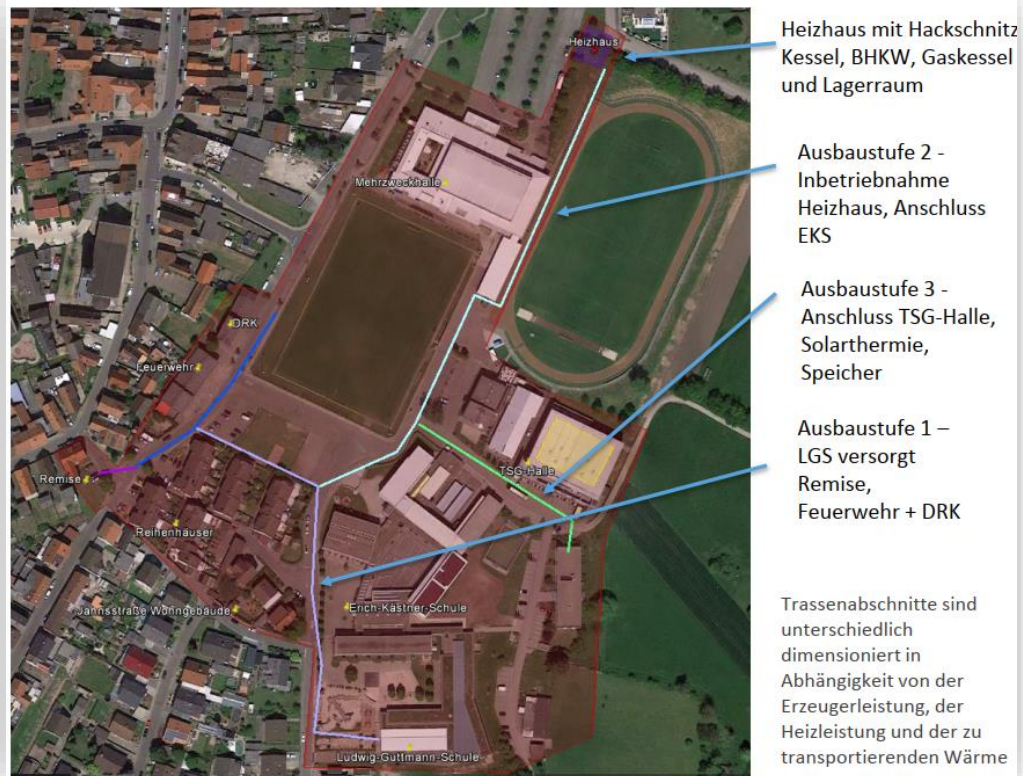 Heizhaus
Mehrzweckhalle
DRK
Feuerwehr
TSG-Halle
Remise
Reihenhäuser
Jahnsstraße Wohngebäude
Erich-Kästner-Schule
Ludwig-Guttmann-Schule
Heizhaus mit Hackschnitz
Kessel, BHKW, Gaskessel
und Lagerraum
Ausbaustufe 2 -
Inbetriebnahme
Heizhaus, Anschluss
EKS
Ausbaustufe 3 -
Anschluss TSG-Halle,
Solarthermie,
Speicher
Ausbaustufe 1 –
LGS versorgt
Remise,
Feuerwehr + DRK
Trassenabschnitte sind
unterschiedlich
dimensioniert in
Abhängigkeit von der
Erzeugerleistung, der
Heizleistung und der zu
transportierenden Wärme